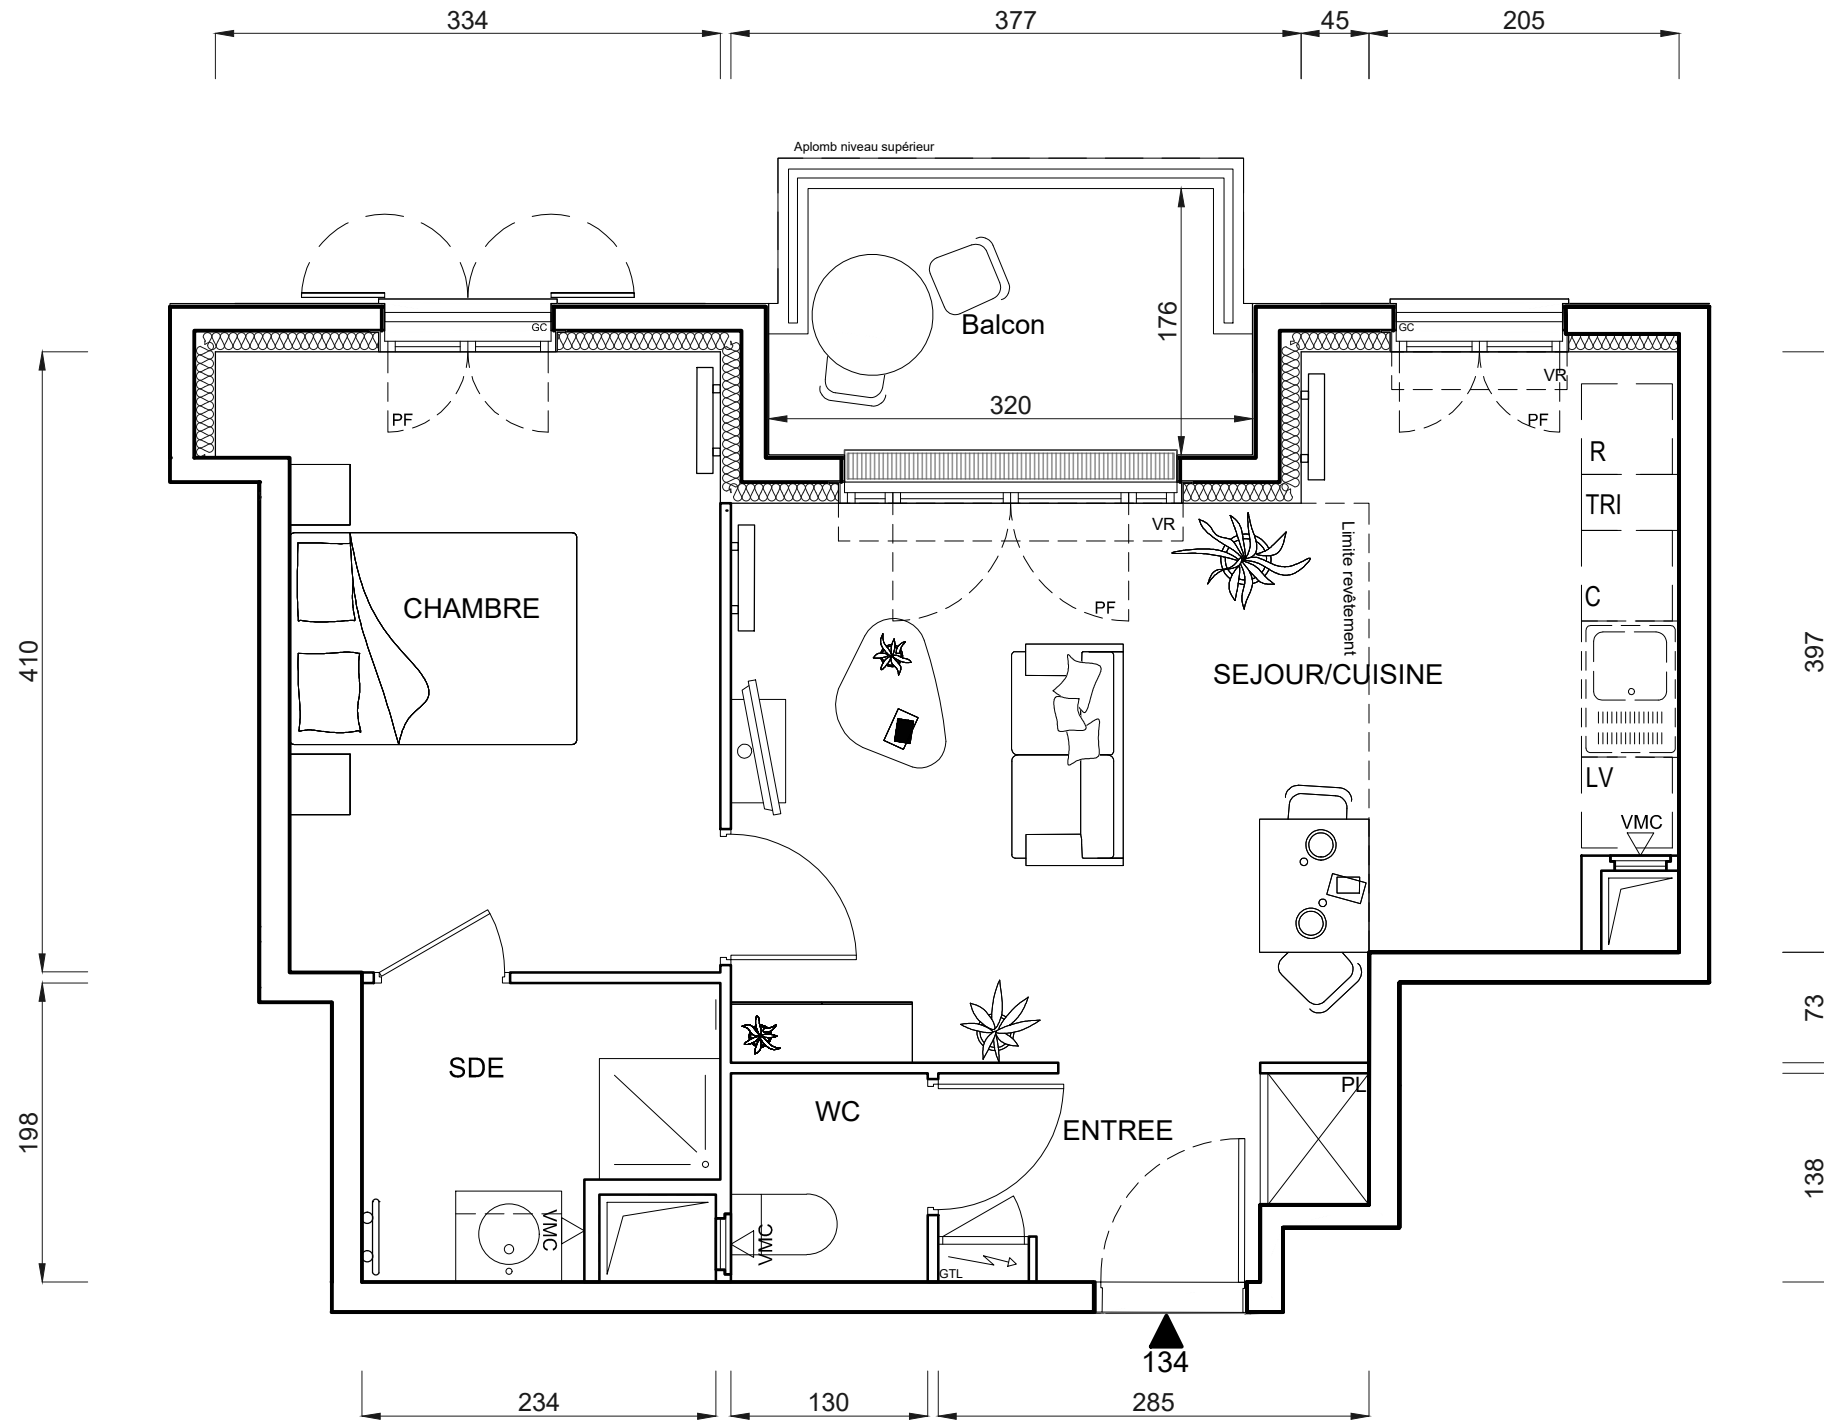 334
377
45
205
Aplomb niveau supérieur
Balcon
176
320
GC
GC
PF
VR
PF
R
TRI
C
LV
VMC
VR
PF
Limite revêtement
CHAMBRE
SEJOUR/CUISINE
410
397
73
SDE
WC
ENTREE
PL
198
138
VMC
VMC
GTL
134
234
130
285